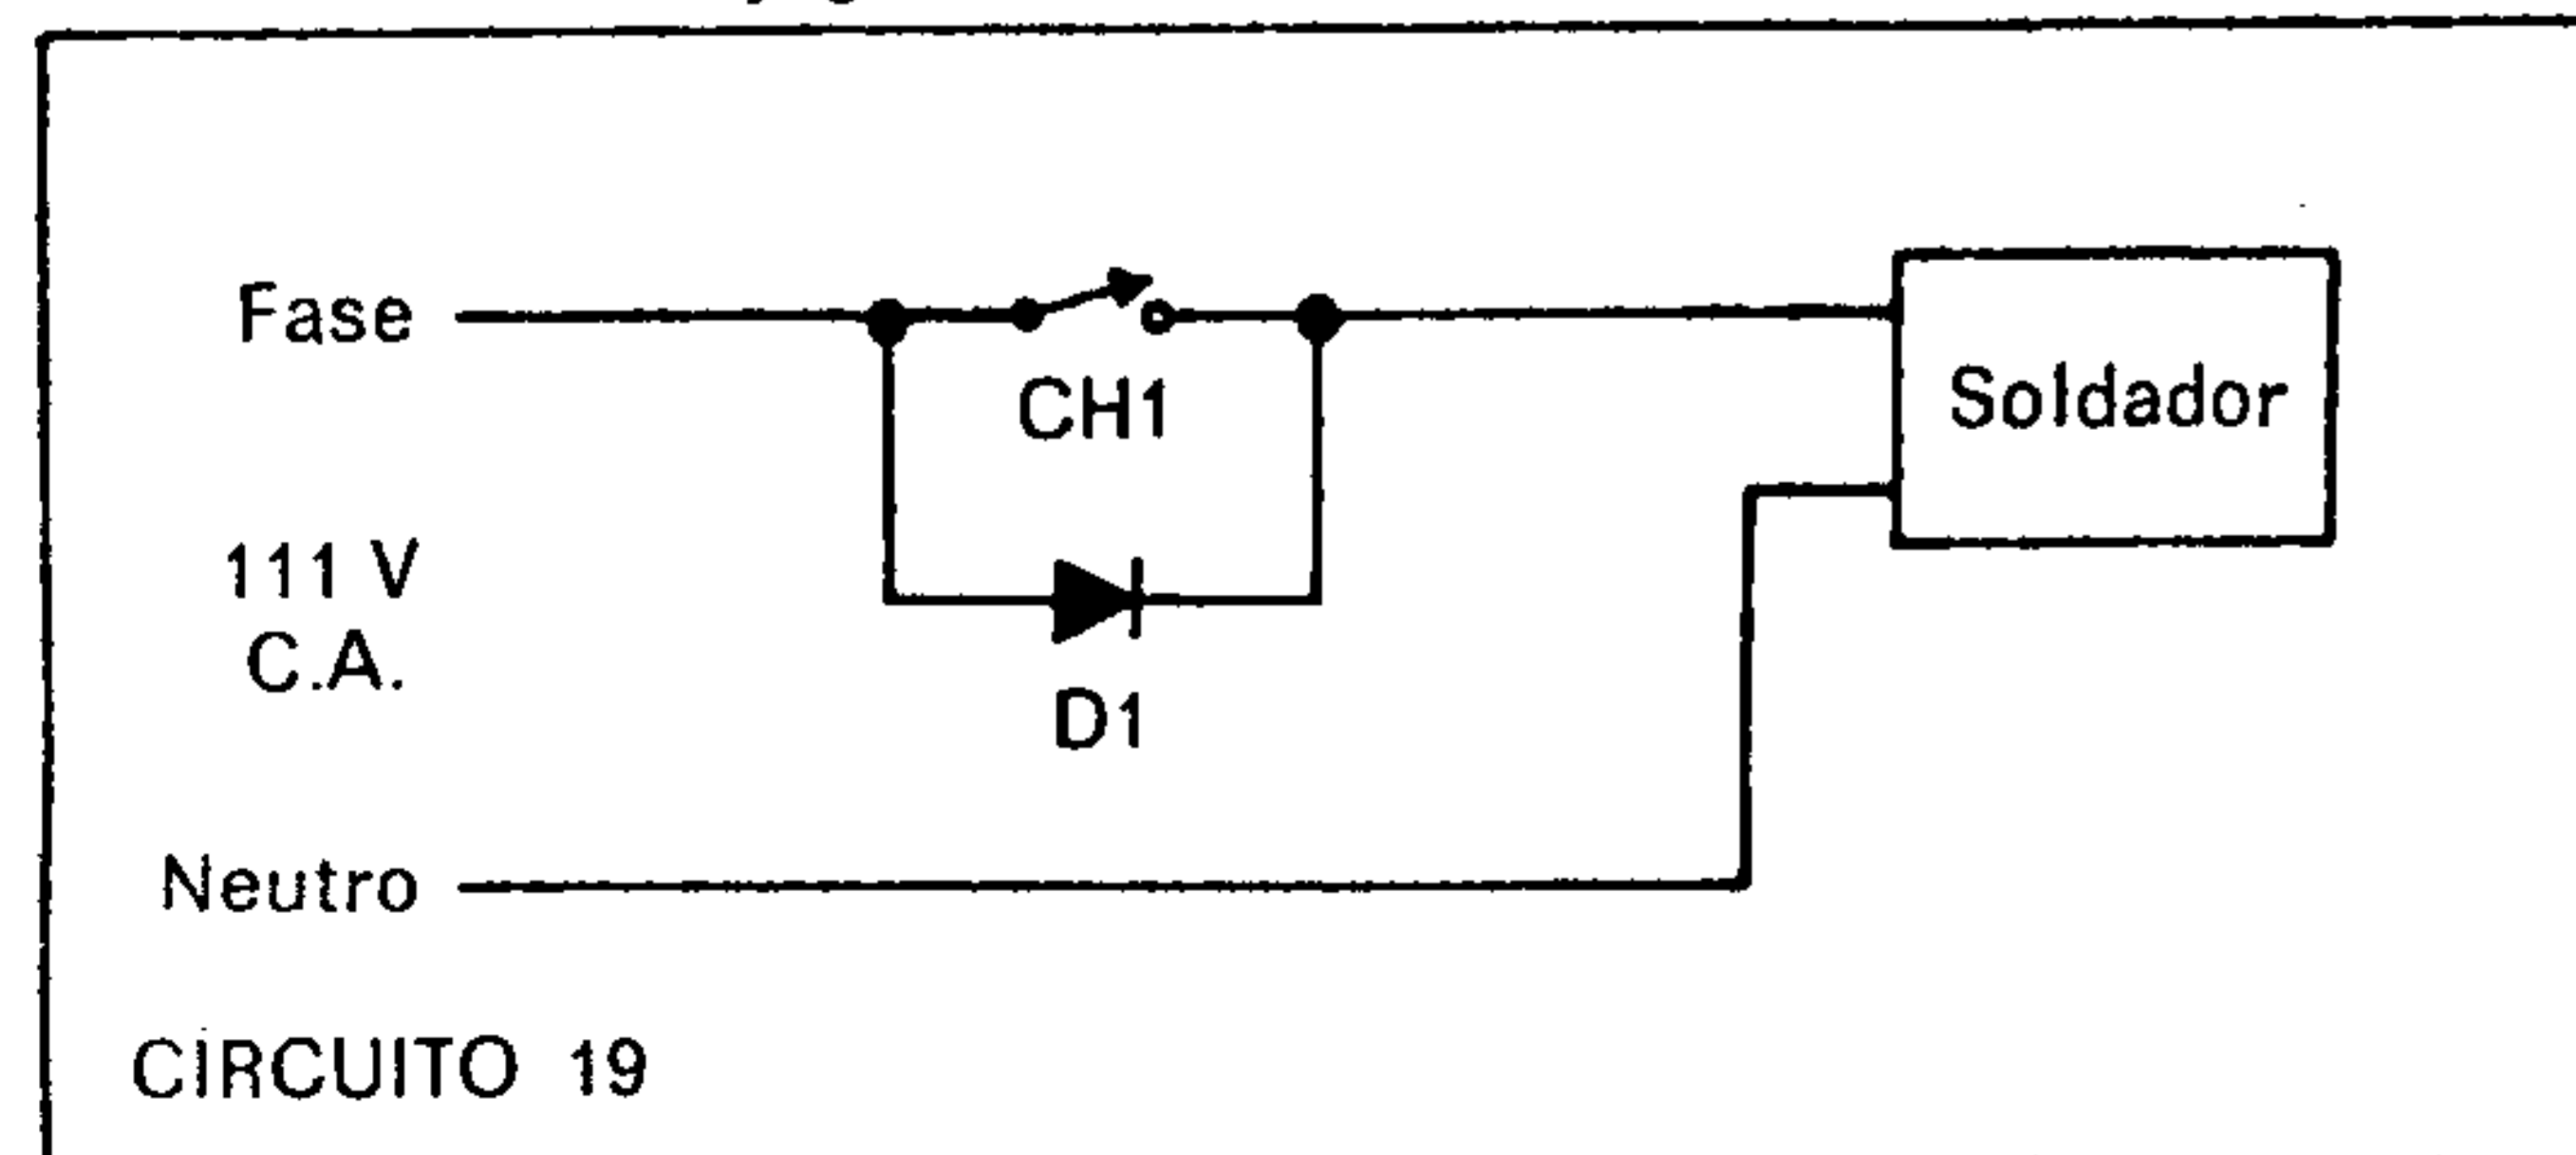 Fase
CH1
Soldador
111 V
C.A.
D1
Neutro
CIRCUITO 19